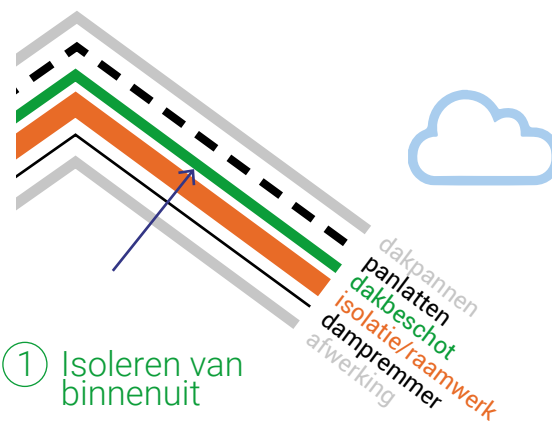 dakpannen
panlatten
dakbeschot
isolatie/raamwerk
dampremmer
afwerking
1 Isoleren van
binnenuit